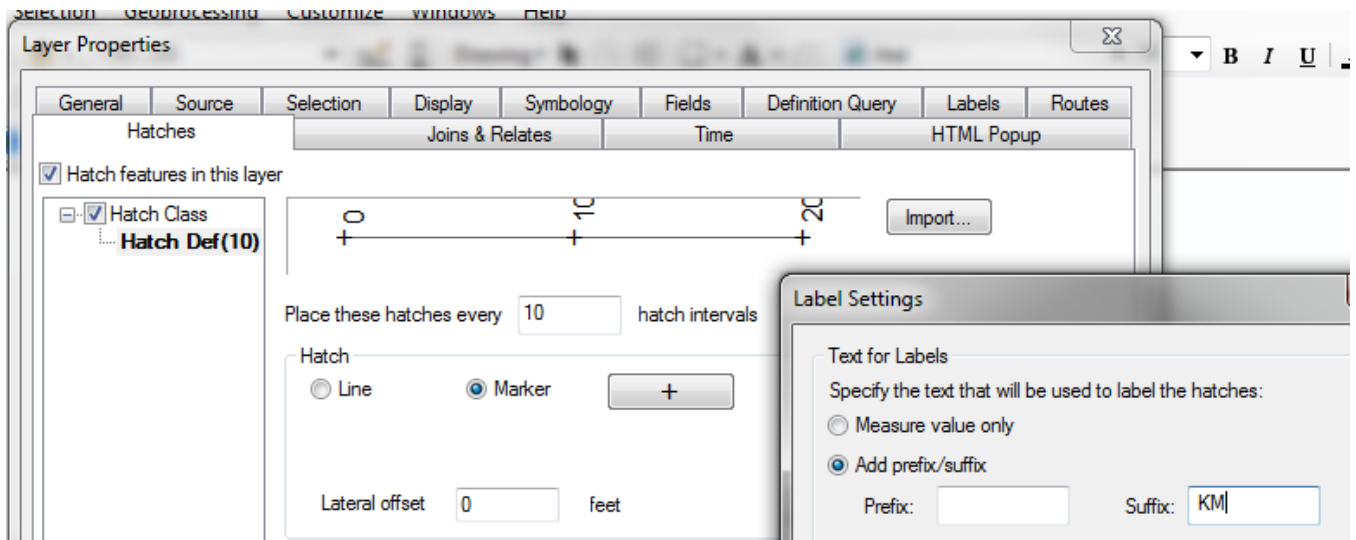 Selection Geoprocessing Customize Windows Help
Layer Properties
B I U
General Source Selection Display Symbology Fields Definition Query Labels Routes
Hatches Joins & Relates Time HTML Popup
Hatch features in this layer
Hatch Class
Hatch Def(10)
0 10 20
Import...
Place these hatches every 10 hatch intervals
Label Settings
Hatch
Line Marker +
Text for Labels
Specify the text that will be used to label the hatches:
Measure value only
Add prefix/suffix
Lateral offset 0 feet
Prefix: Suffix: KM